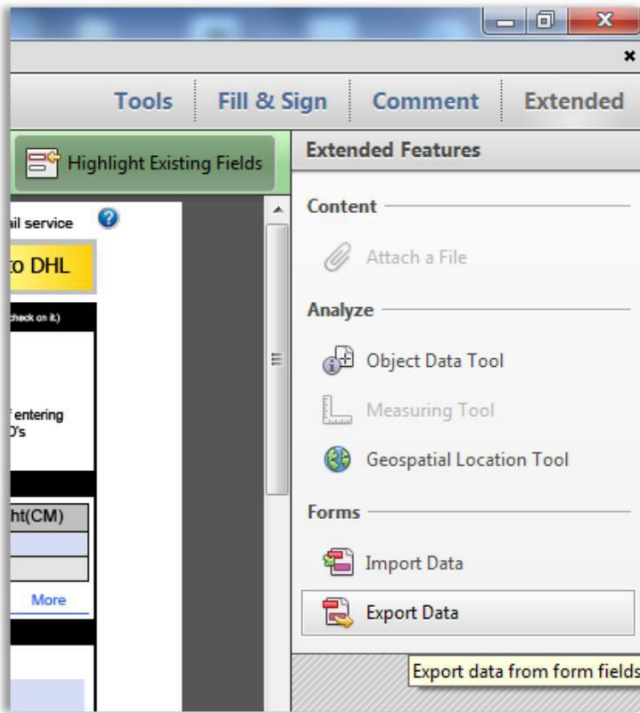 Tools Fill & Sign Comment Extended
Highlight Existing Fields
Extended Features
ail service
to DHL
check on it.)
entering
O's
ht(CM)
More
Content
Attach a File
Analyze
Object Data Tool
Measuring Tool
Geospatial Location Tool
Forms
Import Data
Export Data
Export data from form fields